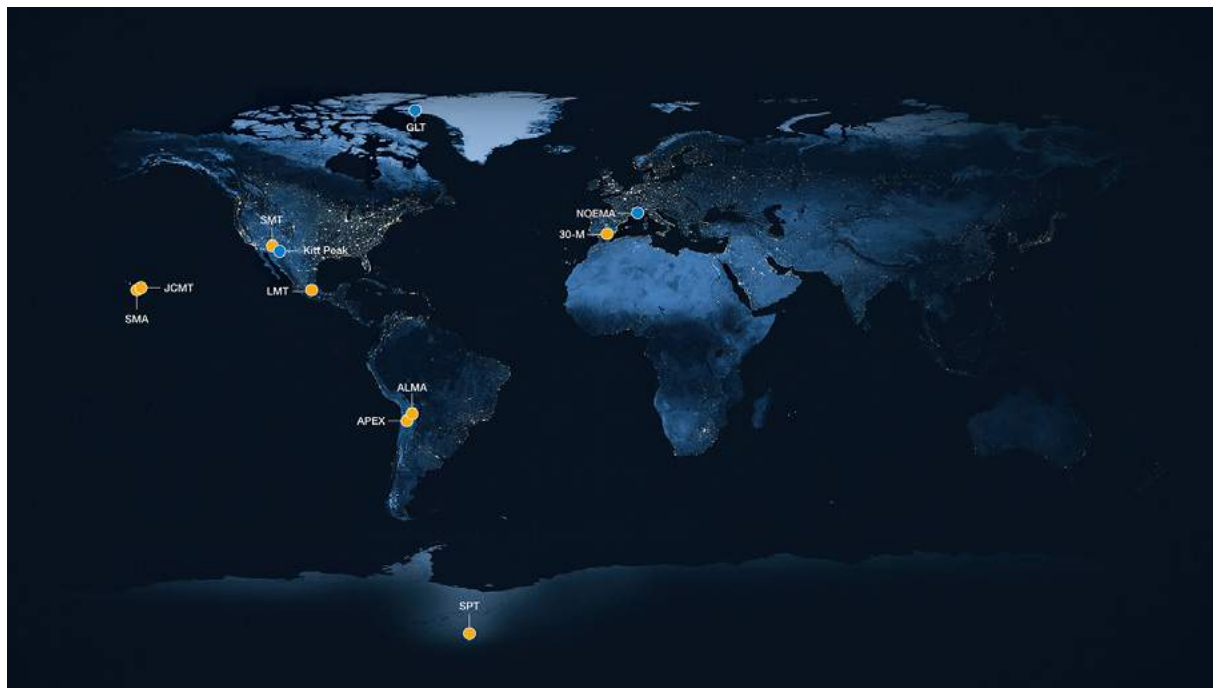 GLT
SMT
NOEMA
30-M
Kitt Peak
JCMT
LMT
SMA
ALMA
APEX
SPT